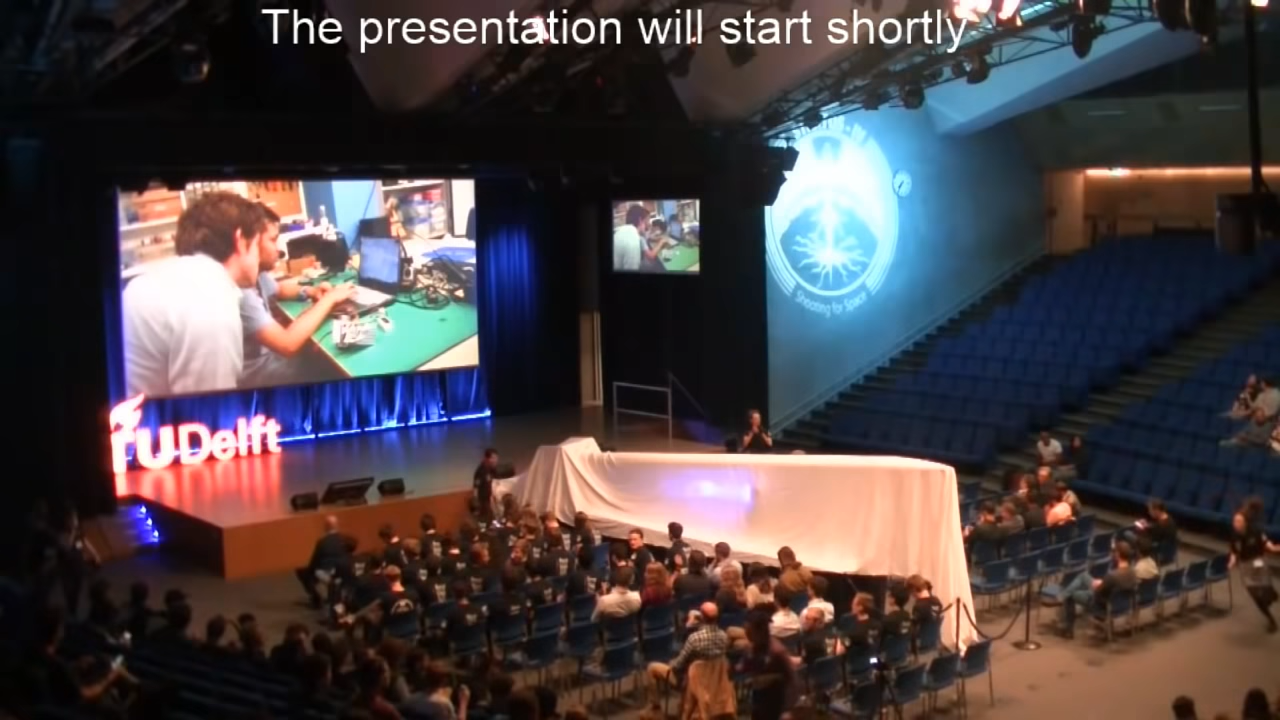 The presentation will start shortly
TUDelft
Shooting for Space